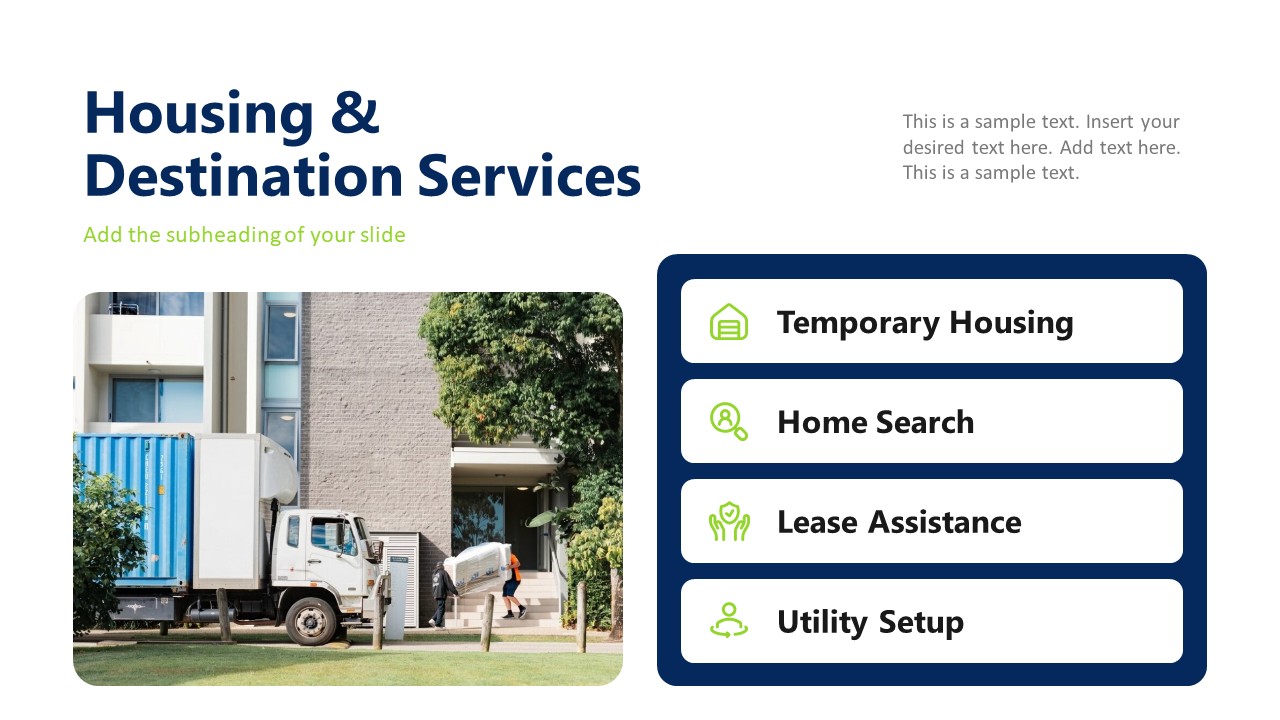 Housing &
Destination Services
Add the subheading of your slide
This is a sample text. Insert your
desired text here. Add text here.
This is a sample text.
Temporary Housing
Home Search
Lease Assistance
Utility Setup